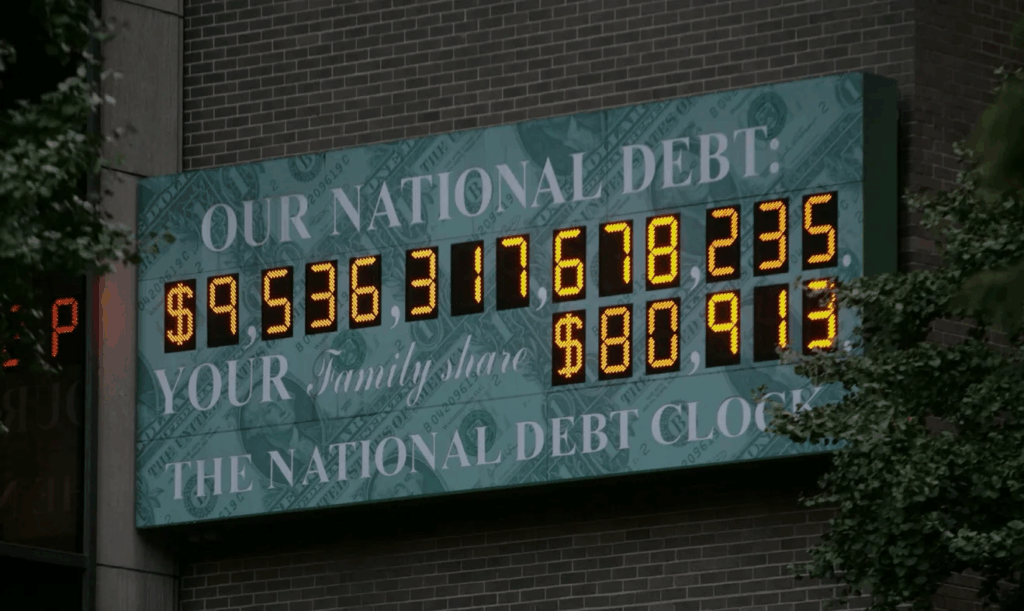 OUR NATIONAL DEBT:
$9,536,317,678,235.
YOUR Family share $80,913.
THE NATIONAL DEBT CLOCK